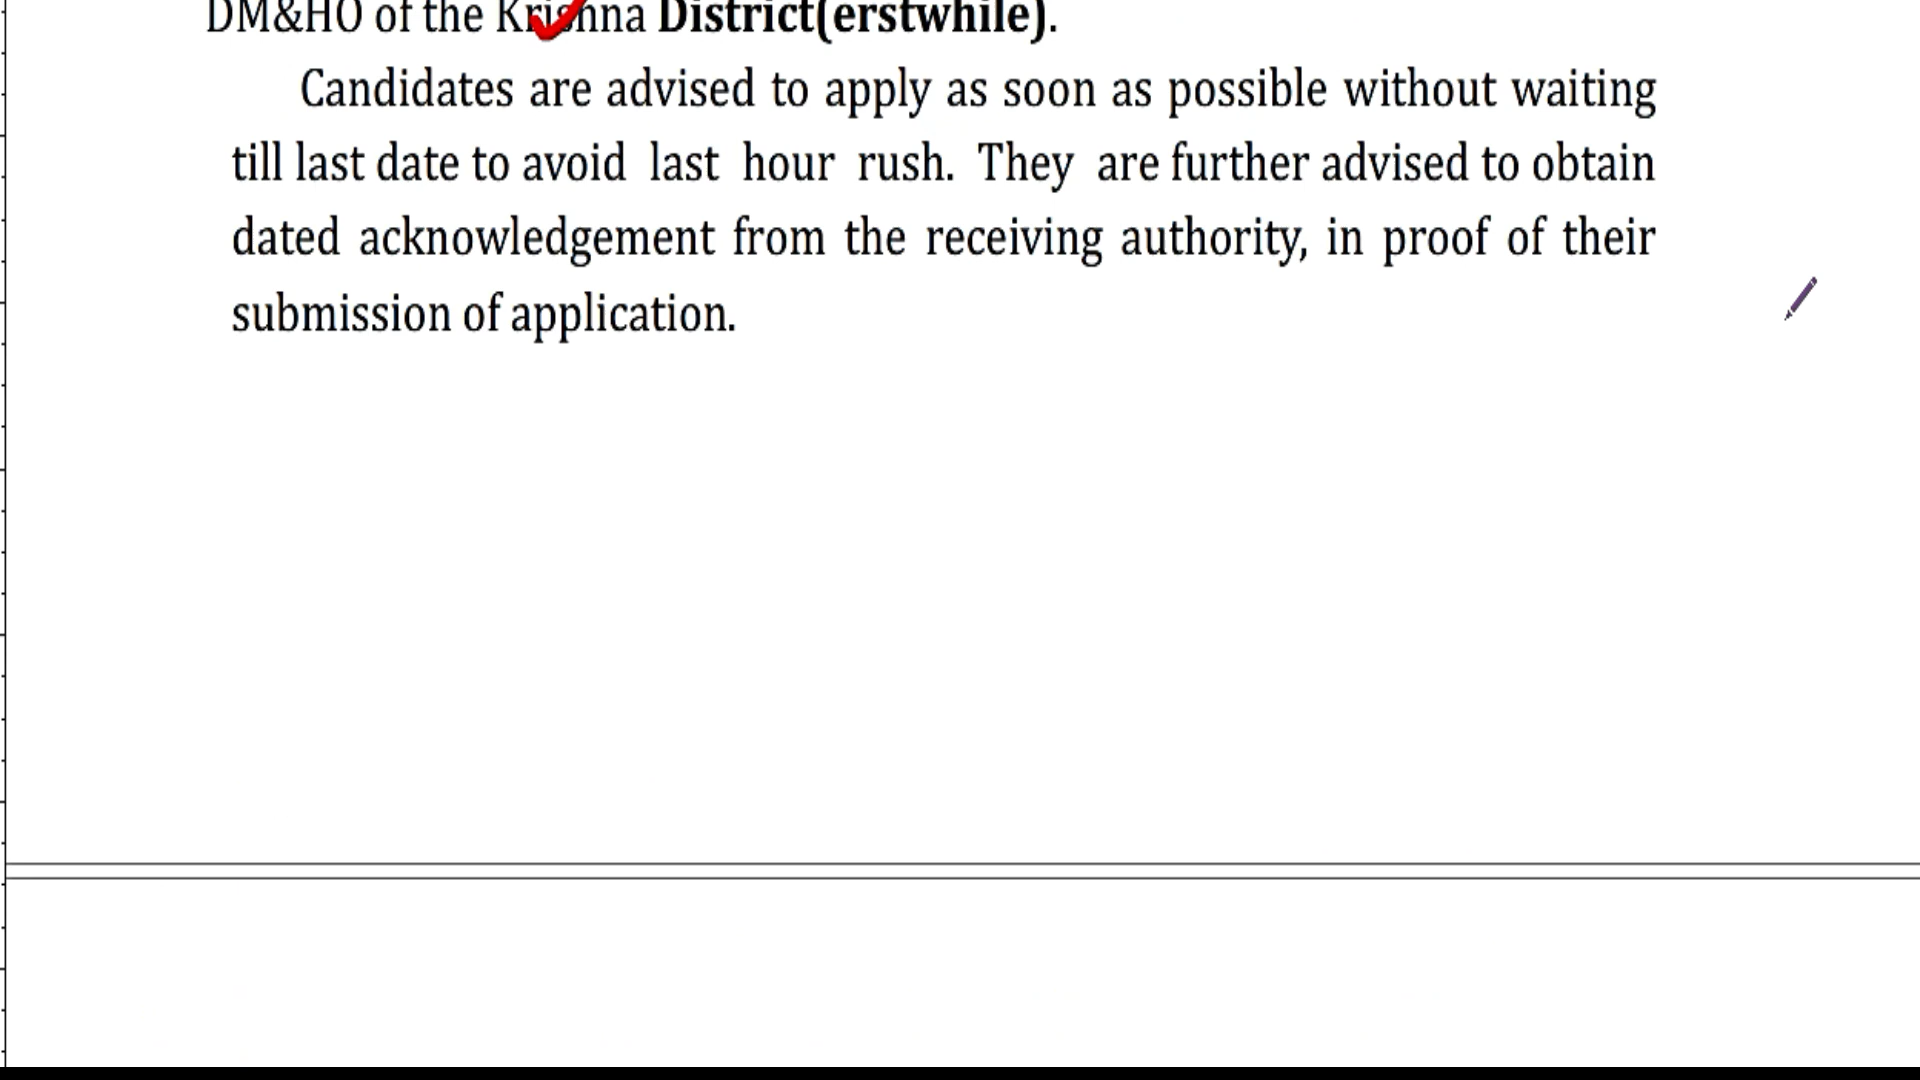 DM&HO of the Krishna District(erstwhile).
Candidates are advised to apply as soon as possible without waiting
till last date to avoid last hour rush. They are further advised to obtain
dated acknowledgement from the receiving authority, in proof of their
submission of application.